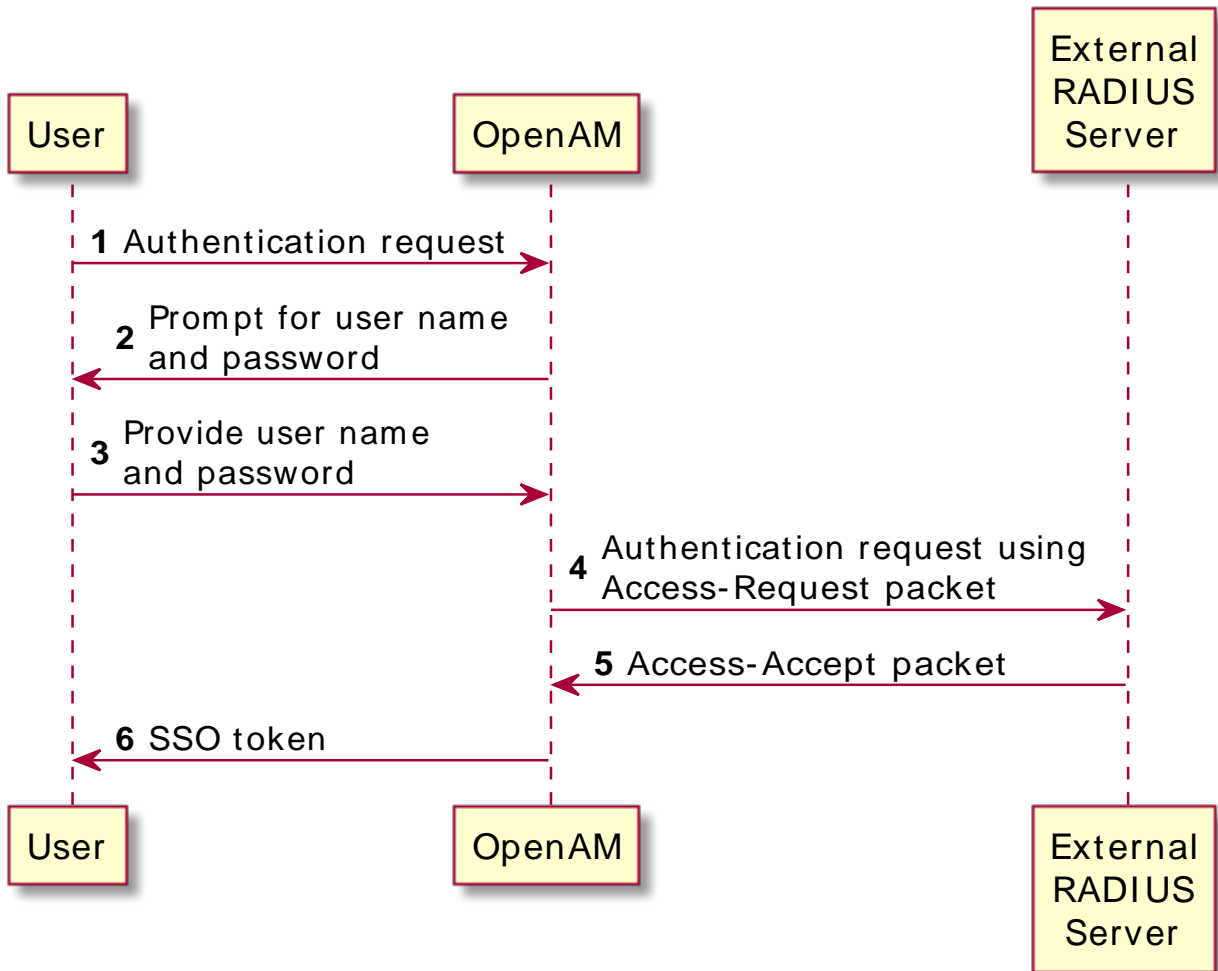 External
RADIUS
Server
User
OpenAM
1 Authentication request
2 Prompt for user name
and password
3 Provide user name
and password
4 Authentication request using
Access-Request packet
5 Access-Accept packet
6 SSO token
User
OpenAM
External
RADIUS
Server